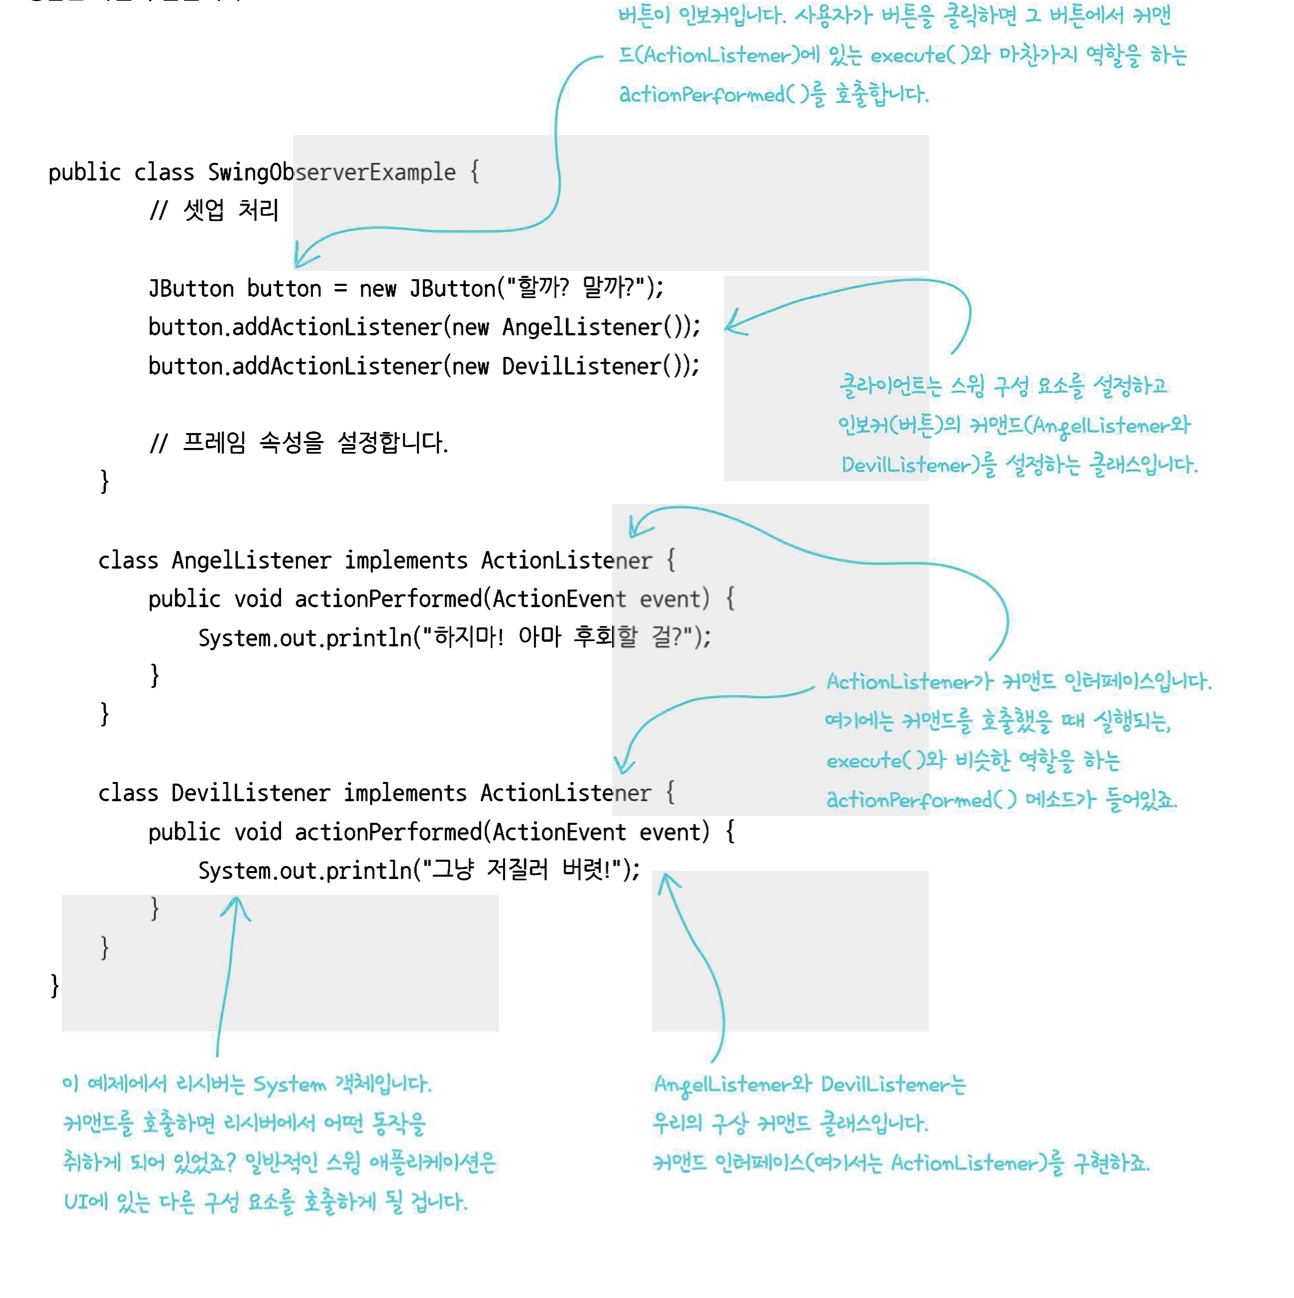 버튼이 인보커입니다. 사용자가 버튼을 클릭하면 그 버튼에서 커맨
드(ActionListener)에 있는 execute()와 마찬가지 역할을 하는
actionPerformed()를 호출합니다.
public class SwingObserverExample {
// 셋업 처리
JButton button = new JButton("할까? 말까?");
button.addActionListener(new AngelListener());
button.addActionListener(new DevilListener());
클라이언트는 스윙 구성 요소를 설정하고
인보커(버튼)의 커맨드(AngelListener와
DevilListener)를 설정하는 클래스입니다.
// 프레임 속성을 설정합니다.
}
class AngelListener implements ActionListener {
public void actionPerformed(ActionEvent event) {
System.out.println("하지마! 아마 후회할 걸?");
}
}
ActionListener가 커맨드 인터페이스입니다.
여기에는 커맨드를 호출했을 때 실행되는,
execute()와 비슷한 역할을 하는
actionPerformed() 메소드가 들어있죠.
class DevilListener implements ActionListener {
public void actionPerformed(ActionEvent event) {
System.out.println("그냥 저질러 버렷!");
}
}
}
이 예제에서 리시버는 System 객체입니다.
커맨드를 호출하면 리시버에서 어떤 동작을
취하게 되어 있었죠? 일반적인 스윙 애플리케이션은
UI에 있는 다른 구성 요소를 호출하게 될 겁니다.
AngelListener와 DevilListener는
우리의 구상 커맨드 클래스입니다.
커맨드 인터페이스(여기서는 ActionListener)를 구현하죠.